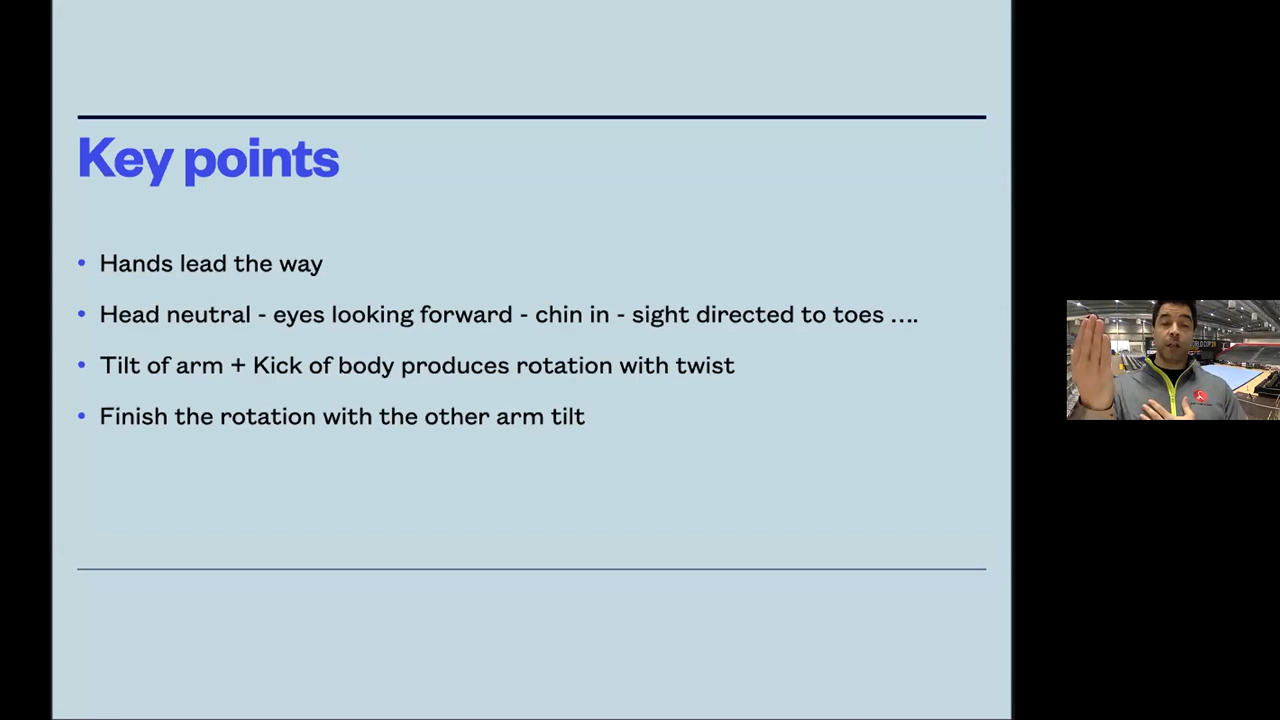 Key points
Hands lead the way
Head neutral - eyes looking forward - chin in - sight directed to toes ....
Tilt of arm + Kick of body produces rotation with twist
Finish the rotation with the other arm tilt